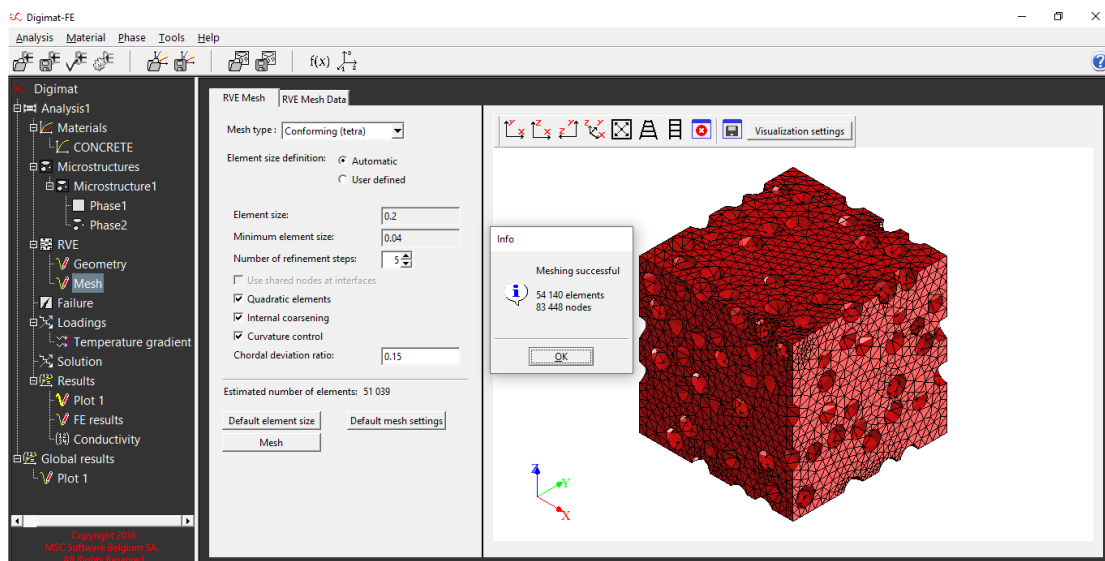 Digimat-FE
Analysis Material Phase Tools Help
f(x)
Digimat
Analysis1
Materials
CONCRETE
Microstructures
Microstructure1
Phase1
Phase2
RVE
Geometry
Mesh
Failure
Loadings
Temperature gradient
Solution
Results
Plot 1
FE results
Conductivity
Global results
Plot 1
Copyright 2016
MSC Software Belgium SA.
All Rights Reserved
RVE Mesh RVE Mesh Data
Mesh type : Conforming (tetra)
Element size definition: Automatic
User defined
Element size: 0.2
Minimum element size: 0.04
Number of refinement steps: 5
Use shared nodes at interfaces
Quadratic elements
Internal coarsening
Curvature control
Chordal deviation ratio: 0.15
Estimated number of elements: 51 039
Default element size Default mesh settings
Mesh
Visualization settings
Info
Meshing successful
54 140 elements
83 448 nodes
OK
Z
Y
X